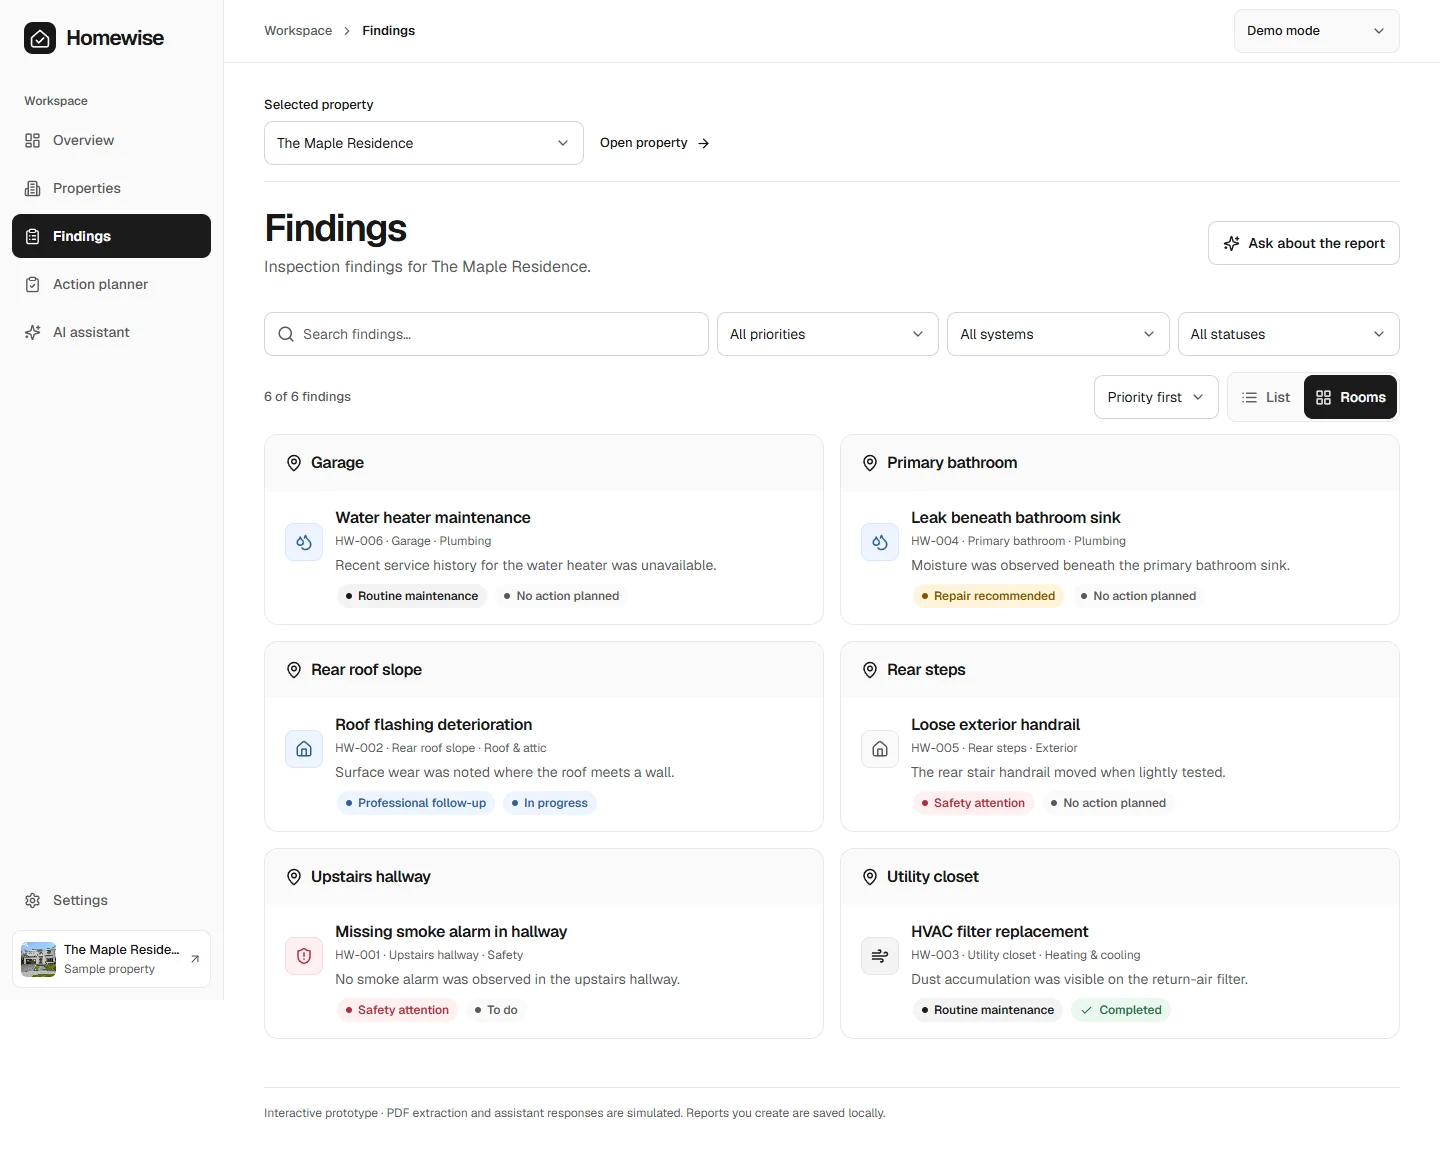 Homewise
Workspace
Overview
Properties
Findings
Action planner
AI assistant
Settings
The Maple Reside...
Sample property
Workspace > Findings
Demo mode
Selected property
The Maple Residence
Open property →
Findings
Inspection findings for The Maple Residence.
Ask about the report
Search findings...
All priorities
All systems
All statuses
6 of 6 findings
Priority first
List
Rooms
Garage
Water heater maintenance
HW-006 · Garage · Plumbing
Recent service history for the water heater was unavailable.
Routine maintenance
No action planned
Primary bathroom
Leak beneath bathroom sink
HW-004 · Primary bathroom · Plumbing
Moisture was observed beneath the primary bathroom sink.
Repair recommended
No action planned
Rear roof slope
Roof flashing deterioration
HW-002 · Rear roof slope · Roof & attic
Surface wear was noted where the roof meets a wall.
Professional follow-up
In progress
Rear steps
Loose exterior handrail
HW-005 · Rear steps · Exterior
The rear stair handrail moved when lightly tested.
Safety attention
No action planned
Upstairs hallway
Missing smoke alarm in hallway
HW-001 · Upstairs hallway · Safety
No smoke alarm was observed in the upstairs hallway.
Safety attention
To do
Utility closet
HVAC filter replacement
HW-003 · Utility closet · Heating & cooling
Dust accumulation was visible on the return-air filter.
Routine maintenance
Completed
Interactive prototype · PDF extraction and assistant responses are simulated. Reports you create are saved locally.